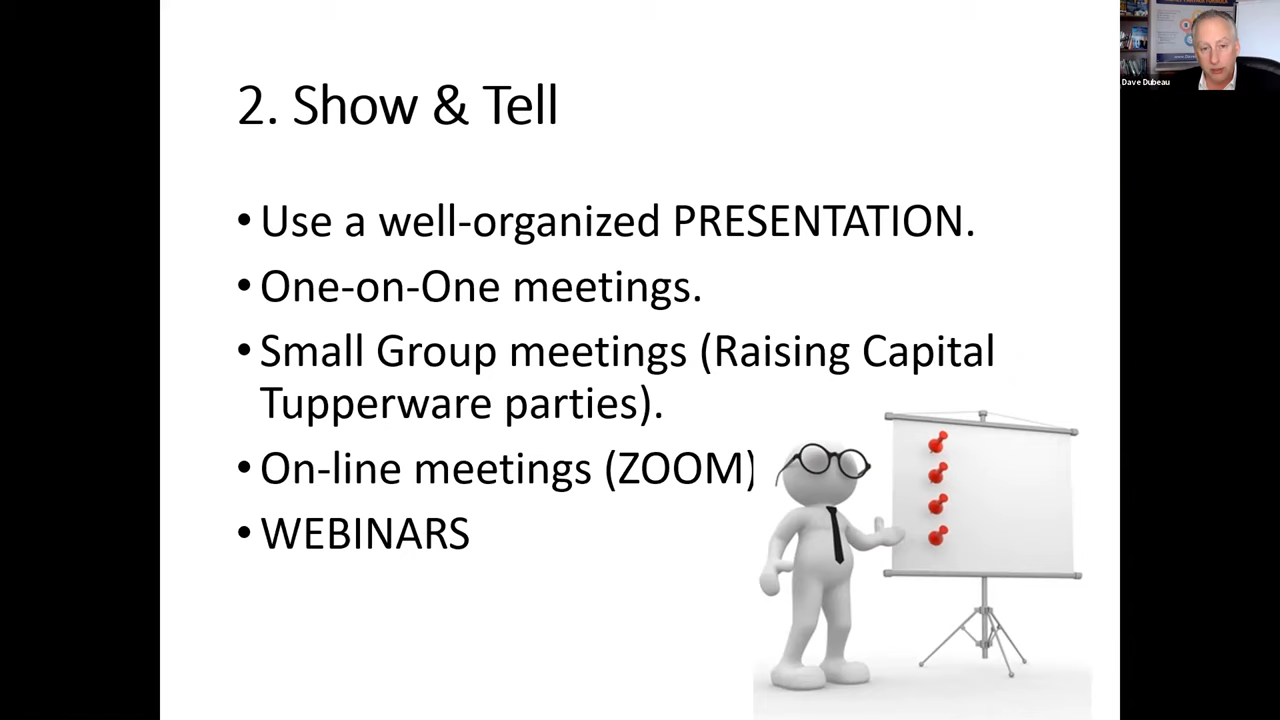 2. Show & Tell
• Use a well-organized PRESENTATION.
• One-on-One meetings.
• Small Group meetings (Raising Capital
Tupperware parties).
• On-line meetings (ZOOM)
• WEBINARS
Dave Dubeau